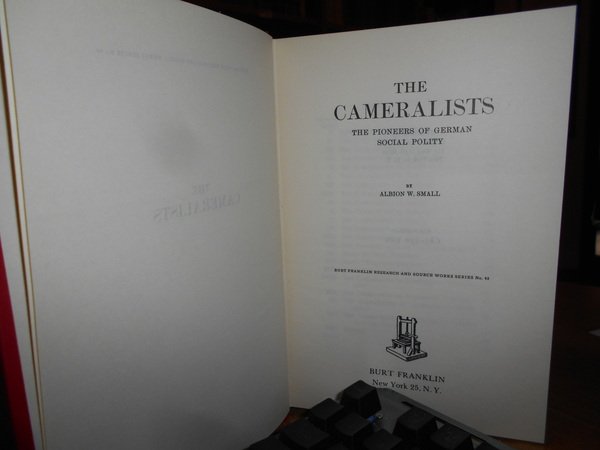 THE
CAMERALISTS
THE PIONEERS OF GERMAN
SOCIAL POLITY
BY
ALBION W. SMALL
BURT FRANKLIN RESEARCH AND SOURCE WORKS SERIES No. 43
BURT FRANKLIN
New York 25, N. Y.